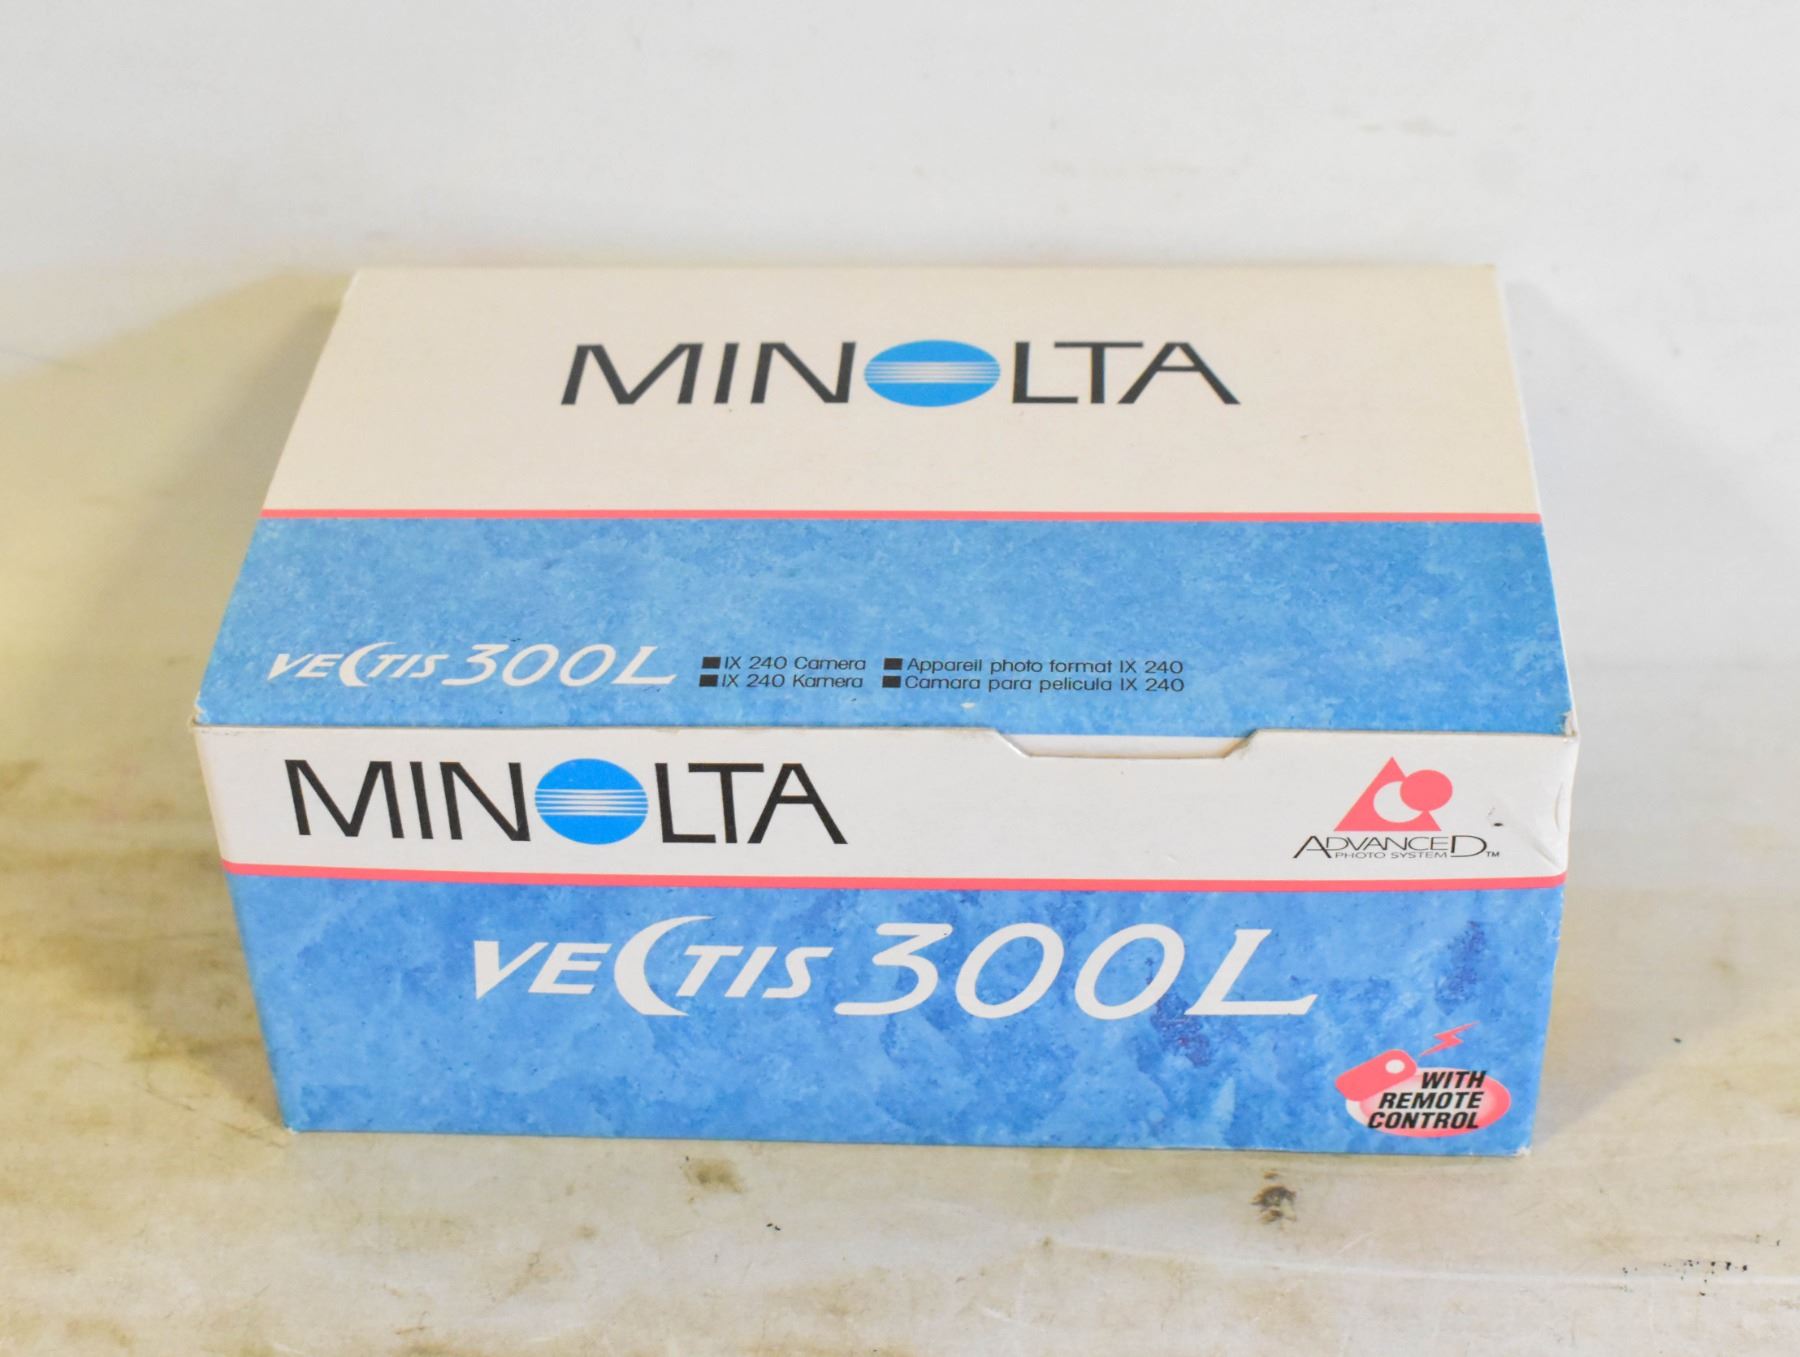 MINOLTA
VECTIS 300L
■IX 240 Camera ■Appareil photo format IX 240
■IX 240 Kamera ■Camara para pelicula IX 240
MINOLTA
ADVANCED™
PHOTO SYSTEM
VECTIS 300L
WITH
REMOTE
CONTROL